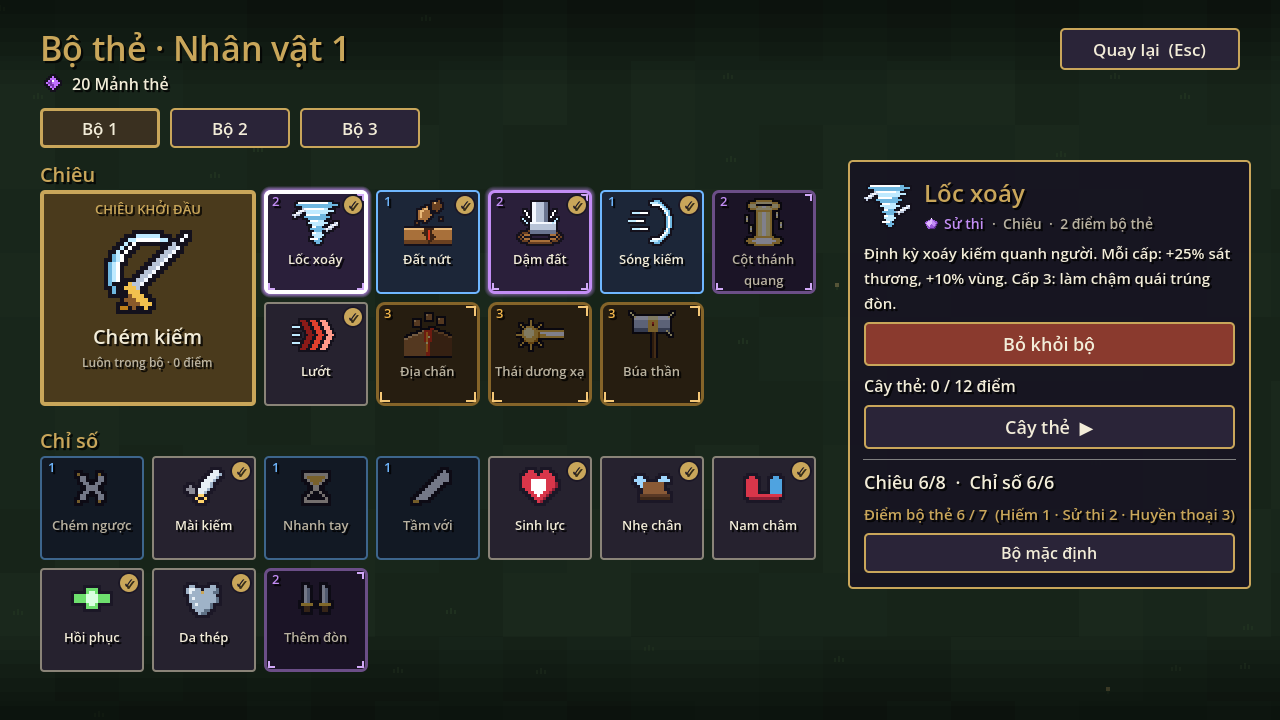 Bộ thẻ · Nhân vật 1
Quay lại (Esc)
20 Mảnh thẻ
Bộ 1
Bộ 2
Bộ 3
Chiêu
CHIÊU KHỞI ĐẦU
Chém kiếm
Luôn trong bộ · 0 điểm
2
Lốc xoáy
1
Đất nứt
2
Dậm đất
1
Sóng kiếm
2
Cột thánh
quang
Lướt
3
Địa chấn
3
Thái dương xạ
3
Búa thần
Chỉ số
1
Chém ngược
Mài kiếm
1
Nhanh tay
1
Tầm với
Sinh lực
Nhẹ chân
Nam châm
Hồi phục
Da thép
2
Thêm đòn
Lốc xoáy
Sử thi · Chiêu · 2 điểm bộ thẻ
Định kỳ xoáy kiếm quanh người. Mỗi cấp: +25% sát
thương, +10% vùng. Cấp 3: làm chậm quái trúng
đòn.
Bỏ khỏi bộ
Cây thẻ: 0 / 12 điểm
Cây thẻ ▶
Chiêu 6/8 · Chỉ số 6/6
Điểm bộ thẻ 6 / 7 (Hiếm 1 · Sử thi 2 · Huyền thoại 3)
Bộ mặc định